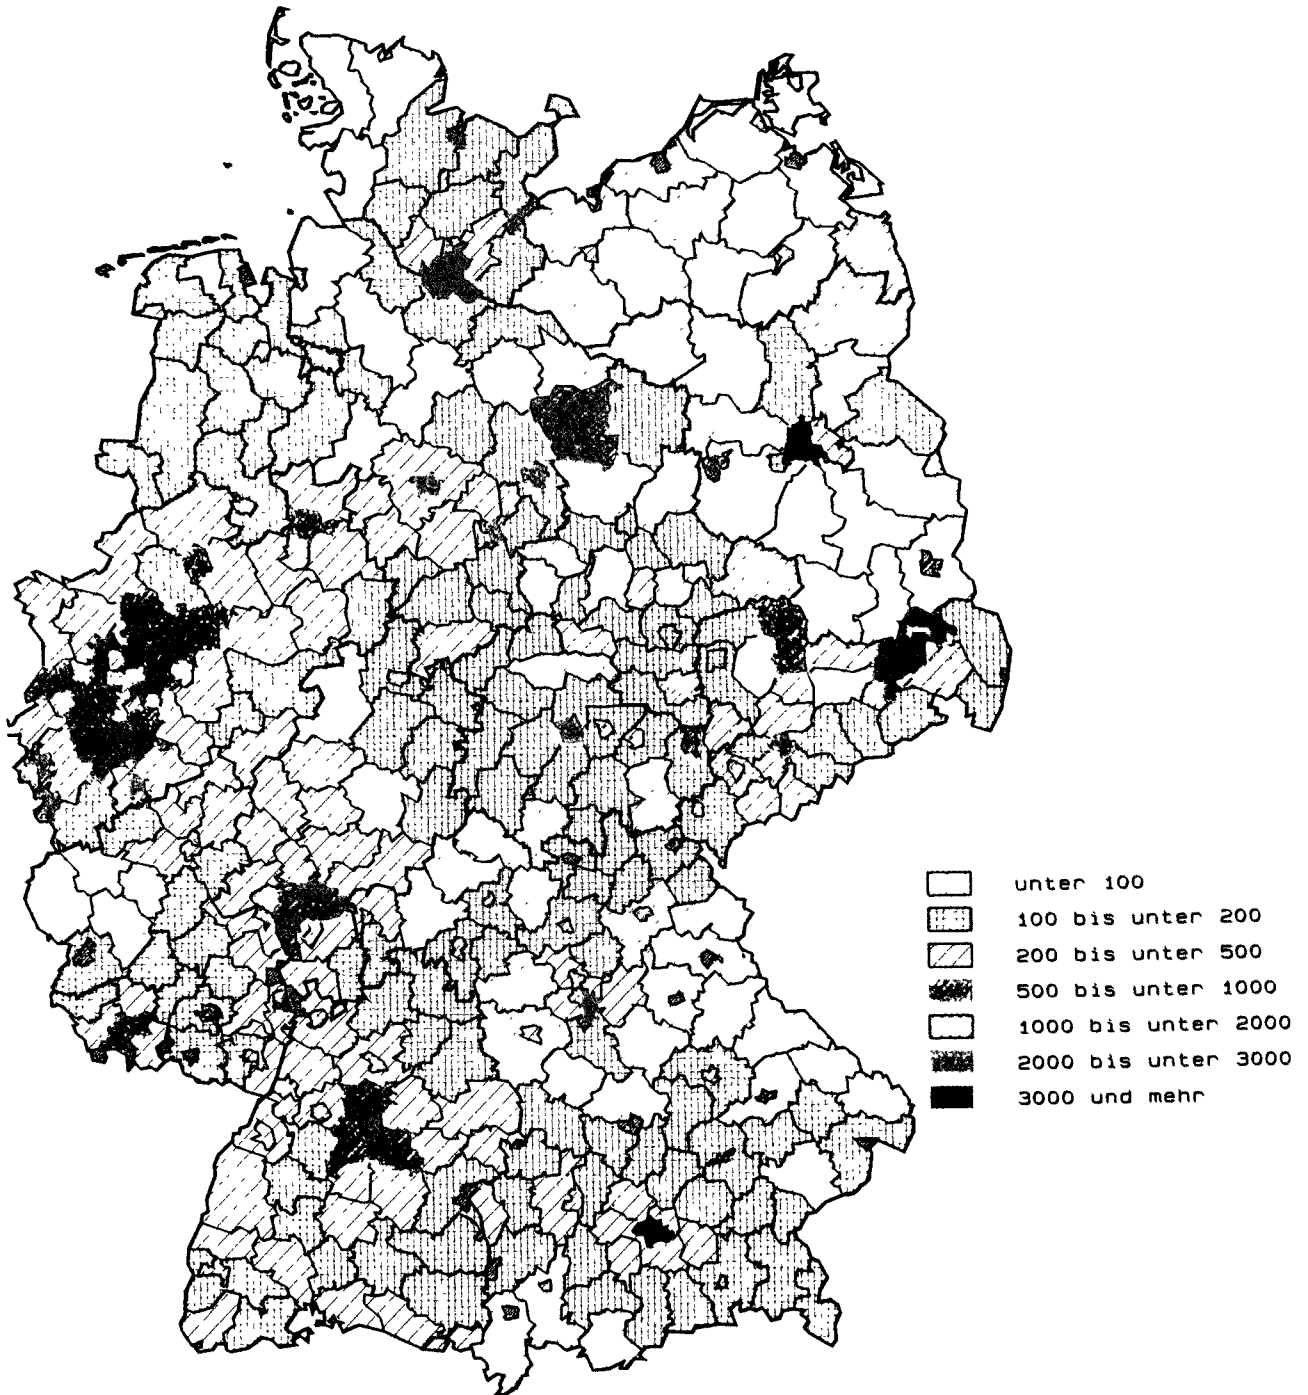 unter 100
100 bis unter 200
200 bis unter 500
500 bis unter 1000
1000 bis unter 2000
2000 bis unter 3000
3000 und mehr